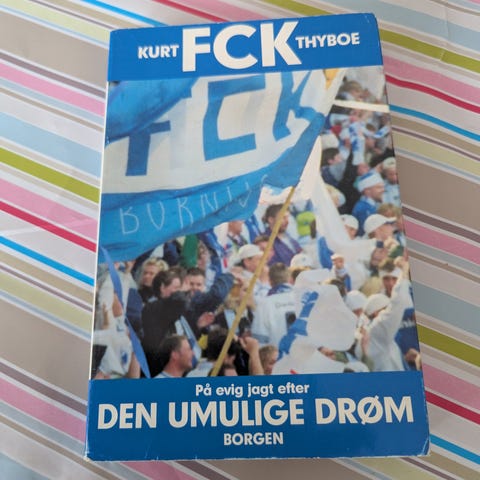 KURT FCK THYBOE
FCK
På evig jagt efter
DEN UMULIGE DRØM
BORGEN